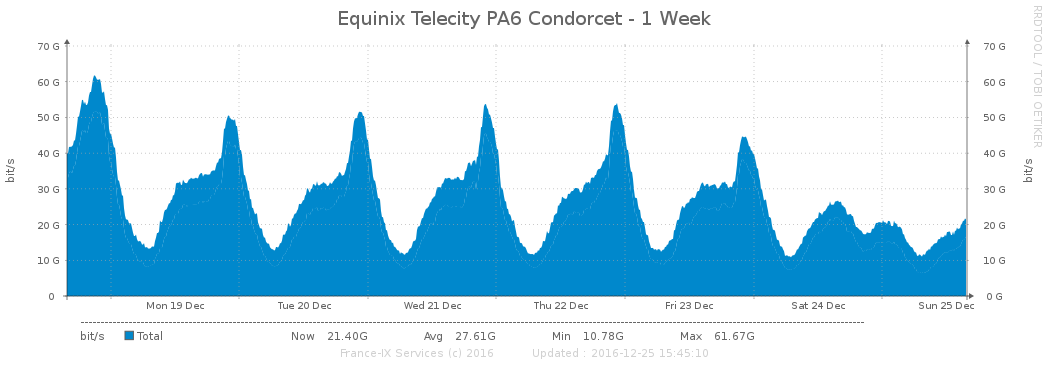 Equinix Telecity PA6 Condorcet - 1 Week
RRDTOOL / TOBI OETIKER
bit/s
bit/s
70 G 70 G
60 G 60 G
50 G 50 G
40 G 40 G
30 G 30 G
20 G 20 G
10 G 10 G
0 0 G
Mon 19 Dec Tue 20 Dec Wed 21 Dec Thu 22 Dec Fri 23 Dec Sat 24 Dec Sun 25 Dec
bit/s Total Now 21.40G Avg 27.61G Min 10.78G Max 61.67G
France-IX Services (c) 2016 Updated : 2016-12-25 15:45:10